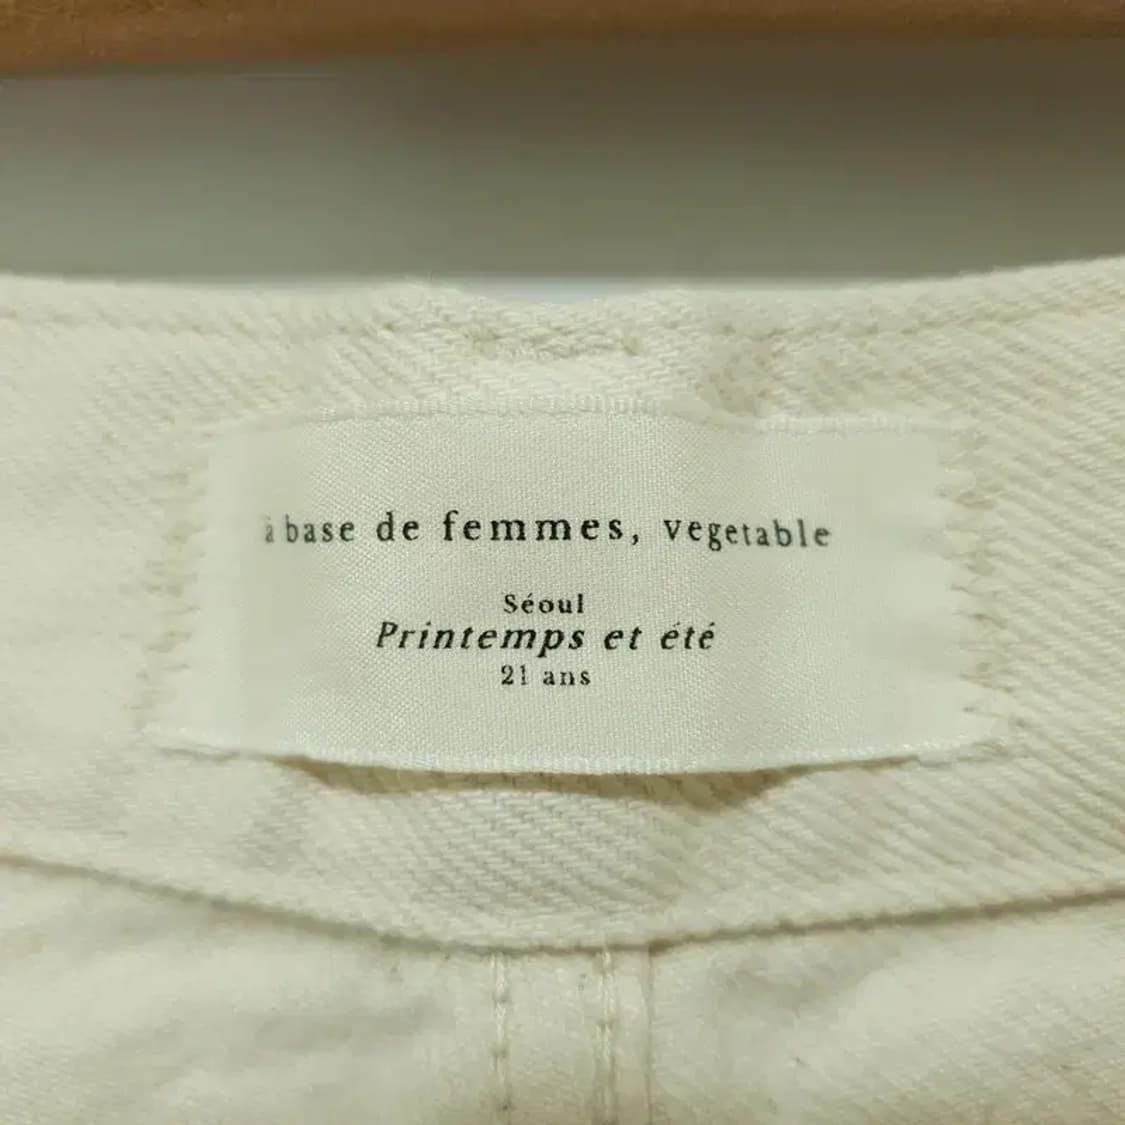 à base de femmes, vegetable
Séoul
Printemps et été
21 ans